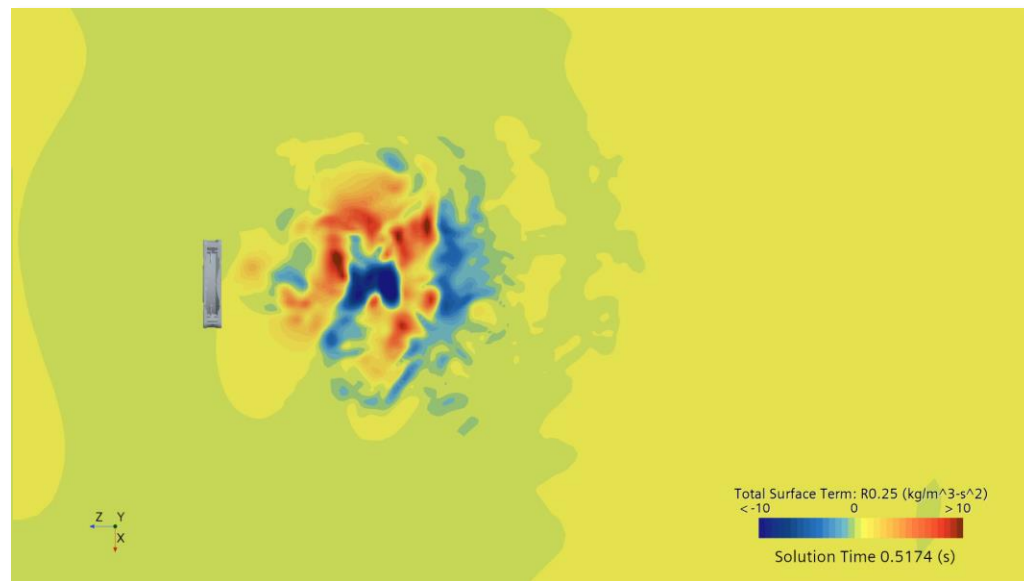 Z Y
X
Total Surface Term: R0.25 (kg/m^3-s^2)
<-10 0 >10
Solution Time 0.5174 (s)